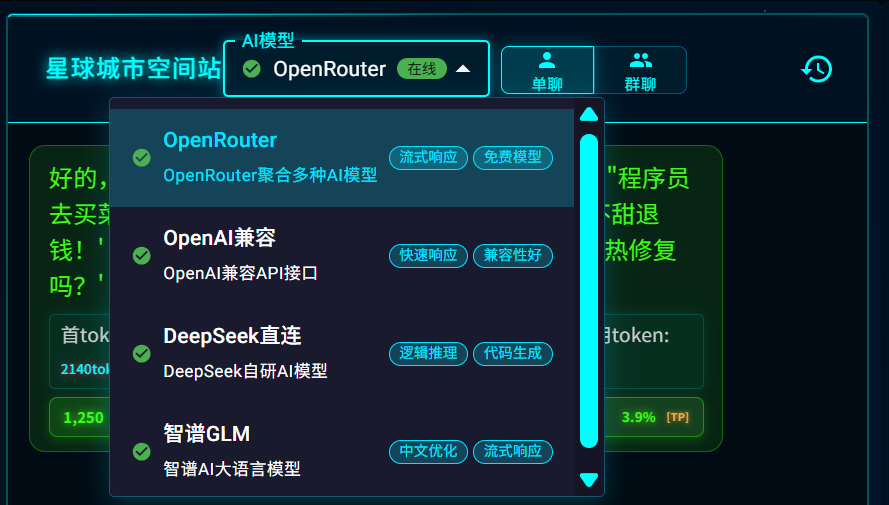 AI模型
星球城市空间站
OpenRouter
在线
单聊
群聊
OpenRouter
OpenRouter聚合多种AI模型
流式响应
免费模型
OpenAI兼容
OpenAI兼容API接口
快速响应
兼容性好
DeepSeek直连
DeepSeek自研AI模型
逻辑推理
代码生成
智谱GLM
智谱AI大语言模型
中文优化
流式响应
好的，
"程序员
去买菜
不甜退
钱！'
热修复
吗？'
首tok
用token:
2140tok
1,250
3.9%
[TP]